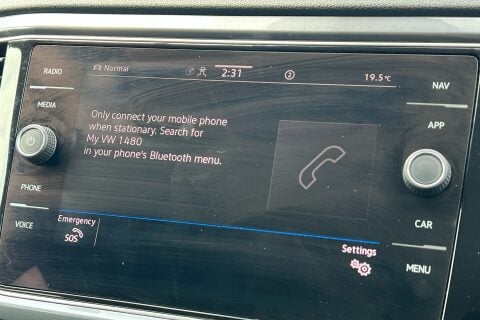 RADIO
MEDIA
PHONE
VOICE
Normal
2:31
2
19.5°C
Only connect your mobile phone
when stationary. Search for
My VW 1480
in your phone's Bluetooth menu.
Emergency
SOS
Settings
NAV
APP
CAR
MENU